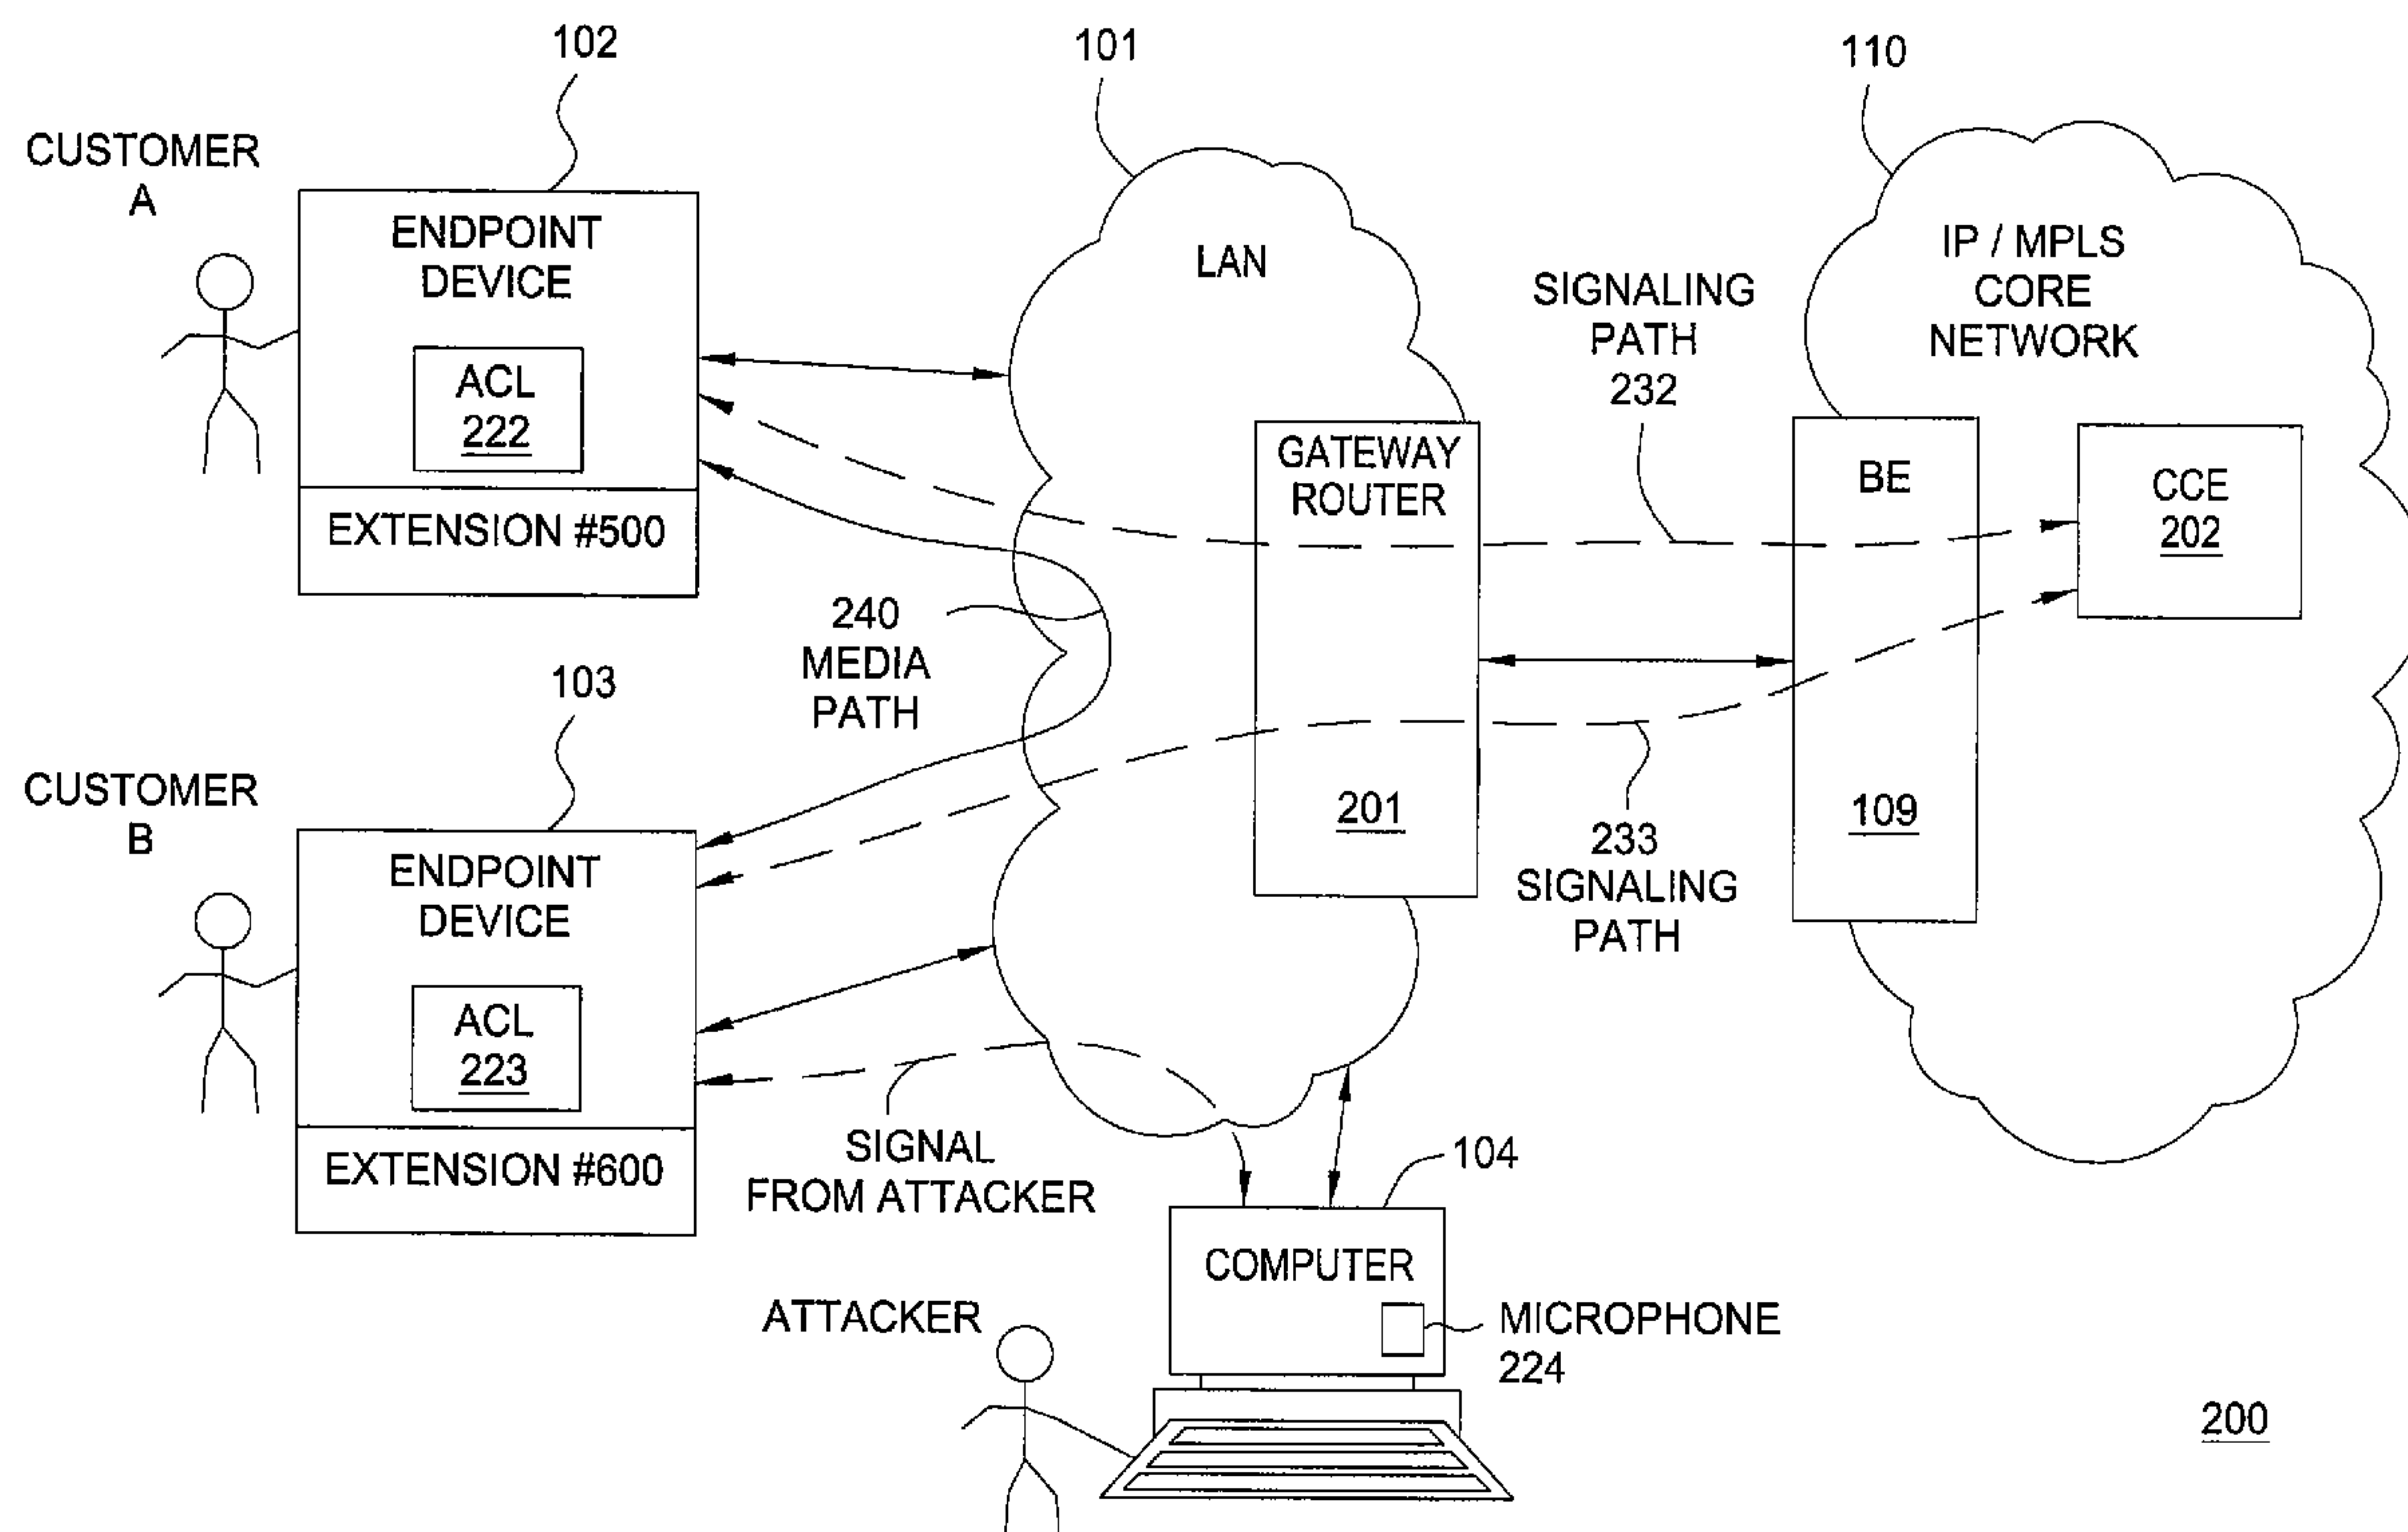 102
101
110
CUSTOMER
A
ENDPOINT
DEVICE
ACL
222
EXTENSION #500
LAN
SIGNALING
PATH
232
IP / MPLS
CORE
NETWORK
GATEWAY
ROUTER
201
BE
109
CCE
202
240
MEDIA
PATH
103
CUSTOMER
B
ENDPOINT
DEVICE
ACL
223
EXTENSION #600
233
SIGNALING
PATH
SIGNAL
FROM ATTACKER
104
COMPUTER
ATTACKER
MICROPHONE
224
200